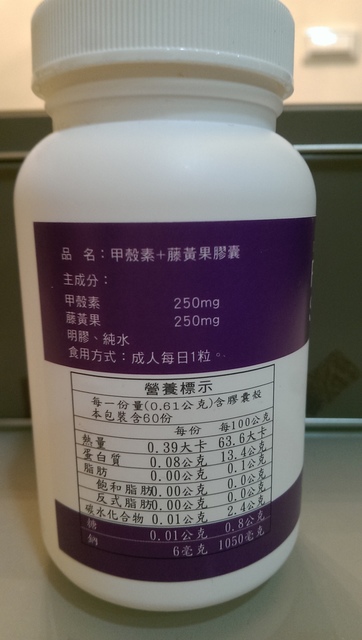 品 名：甲殼素+藤黃果膠囊
主成分：
甲殼素 250mg
藤黃果 250mg
明膠、純水
食用方式：成人每日1粒。
營養標示
每一份量(0.61公克)含膠囊殼
本包裝含60份
每份 每100公克
熱量 0.39大卡 63.6大卡
蛋白質 0.08公克 13.4公克
脂肪 0.00公克 0.1公克
飽和脂肪 0.00公克 0.0公克
反式脂肪 0.00公克 0.0公克
碳水化合物 0.01公克 2.4公克
糖 0.01公克 0.8公克
鈉 6毫克 1050毫克